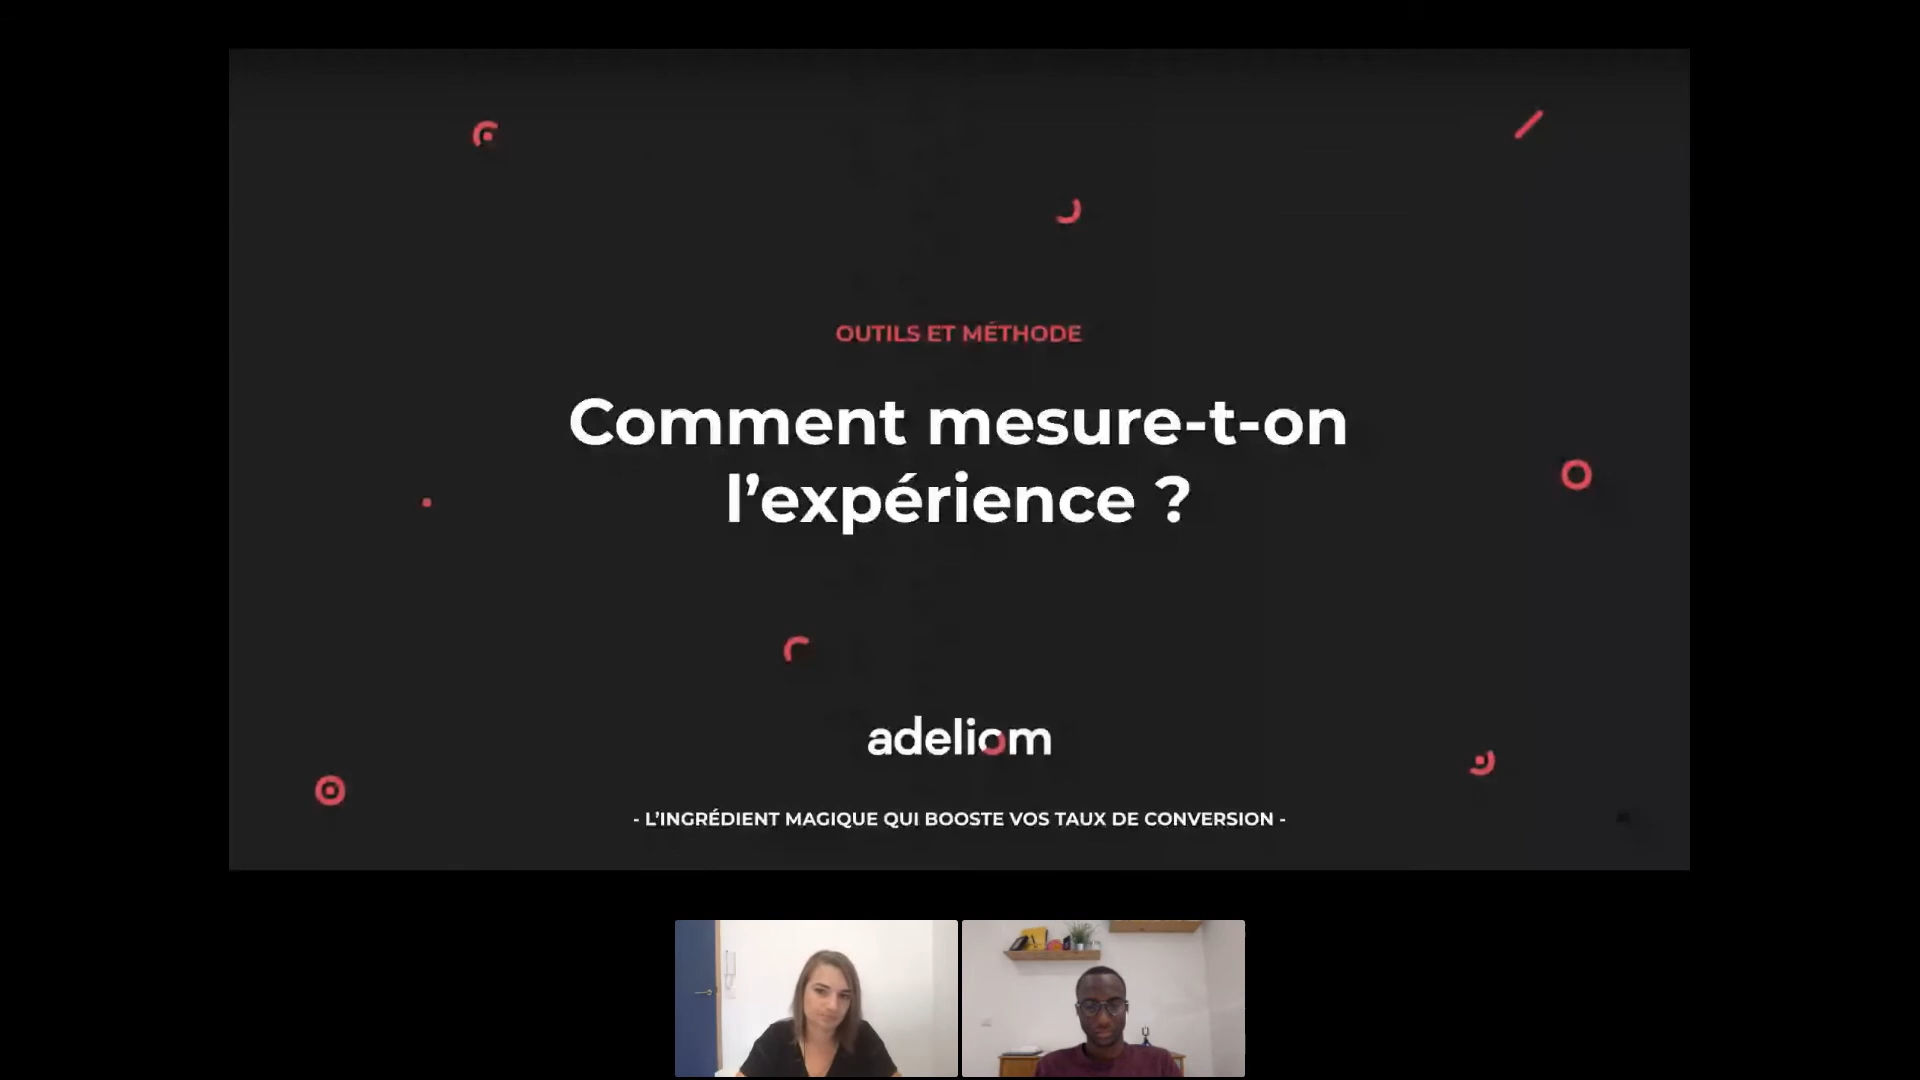 OUTILS ET MÉTHODE
Comment mesure-t-on
l’expérience ?
adeliom
- L’INGRÉDIENT MAGIQUE QUI BOOSTE VOS TAUX DE CONVERSION -